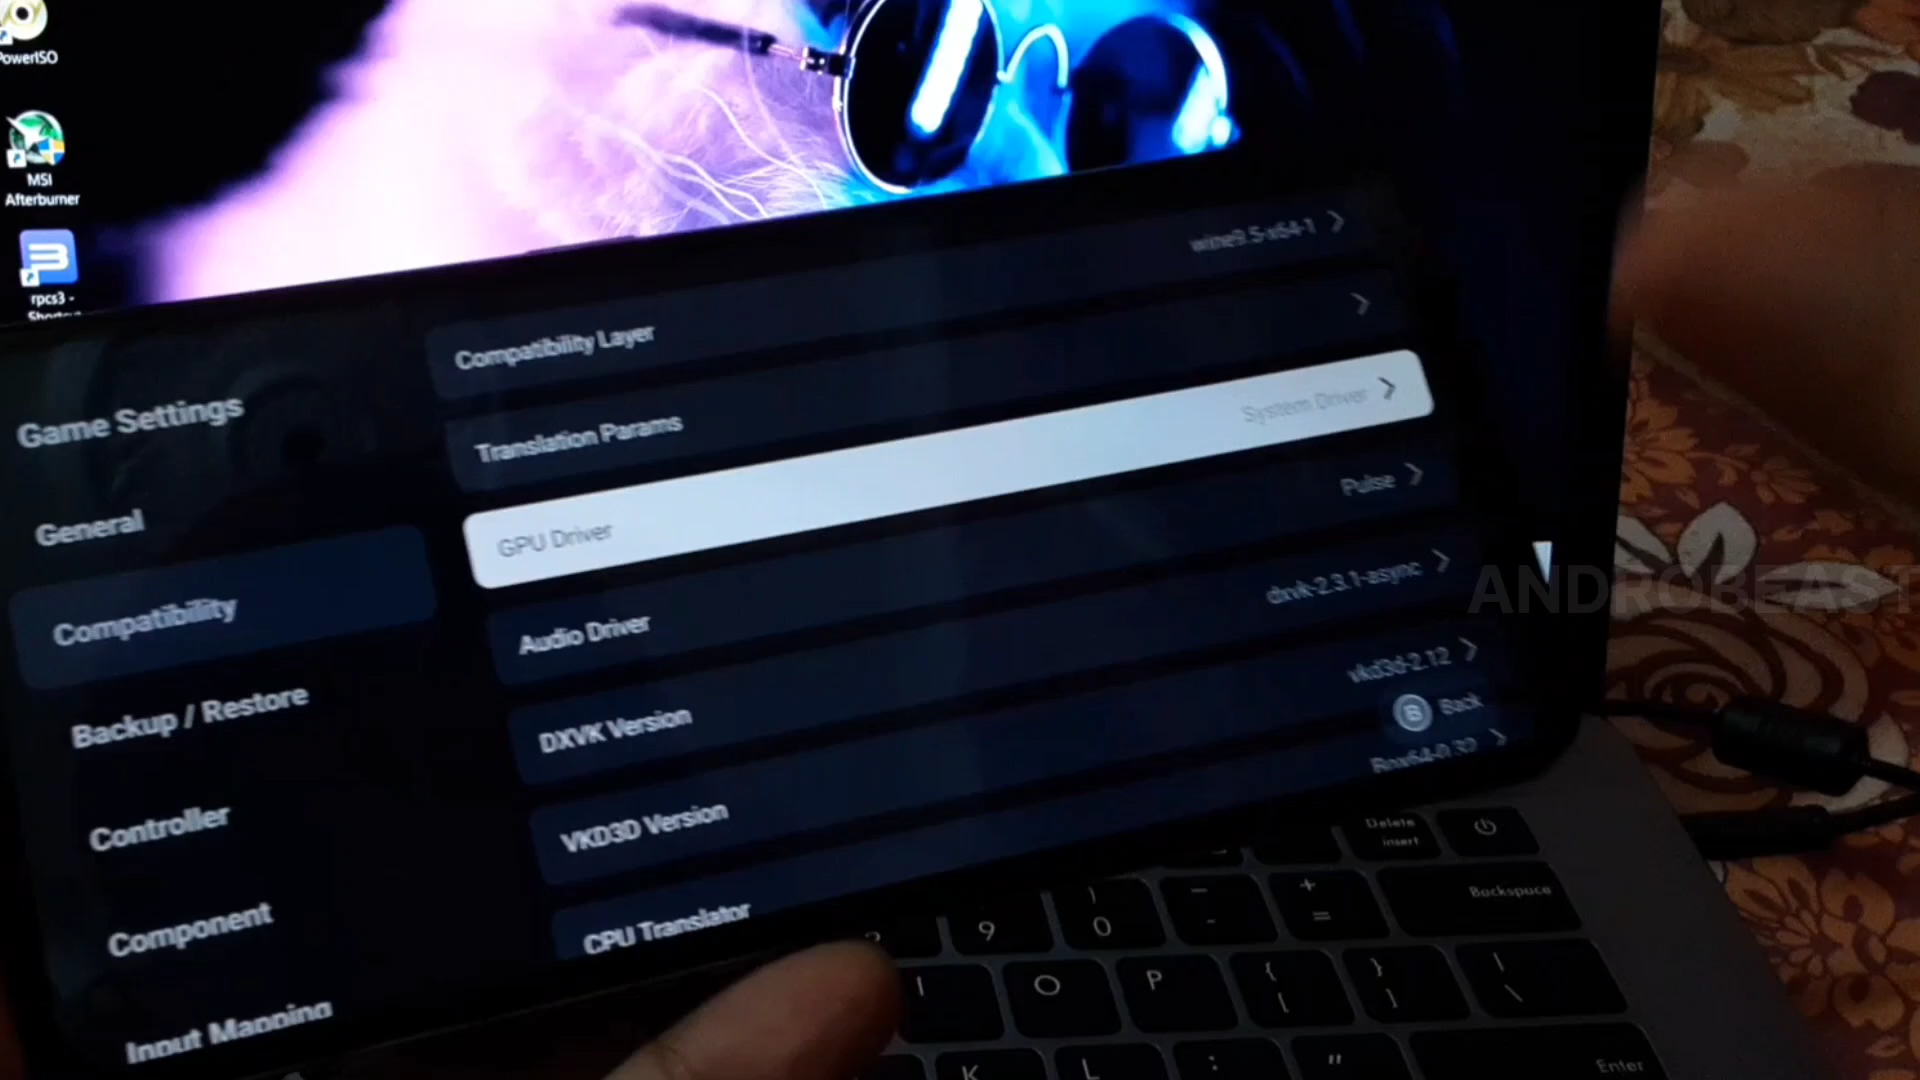 PowerISO
MSI
Afterburner
rpcs3 -
Game Settings
General
Compatibility
Backup / Restore
Controller
Component
Input Mapping
Compatibility Layer
wine9.5-x64-1
Translation Params
GPU Driver
System Driver
Audio Driver
Pulse
DXVK Version
dxvk-2.3.1-async
VKD3D Version
vkd3d-2.12
B Back
CPU Translator
ANDROBEAST
Delete
insert
Backspace
9
)
0
-
+
=
I
O
P
{
[
}
]
|
\
K
L
:
"
Enter